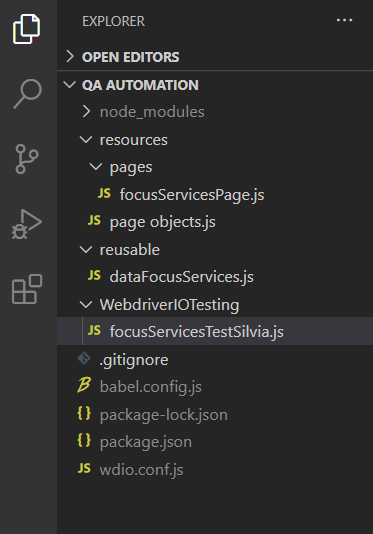 EXPLORER
OPEN EDITORS
QA AUTOMATION
node_modules
resources
pages
JS focusServicesPage.js
JS page objects.js
reusable
JS dataFocusServices.js
WebdriverIOTesting
JS focusServicesTestSilvia.js
.gitignore
babel.config.js
{ } package-lock.json
{ } package.json
JS wdio.conf.js